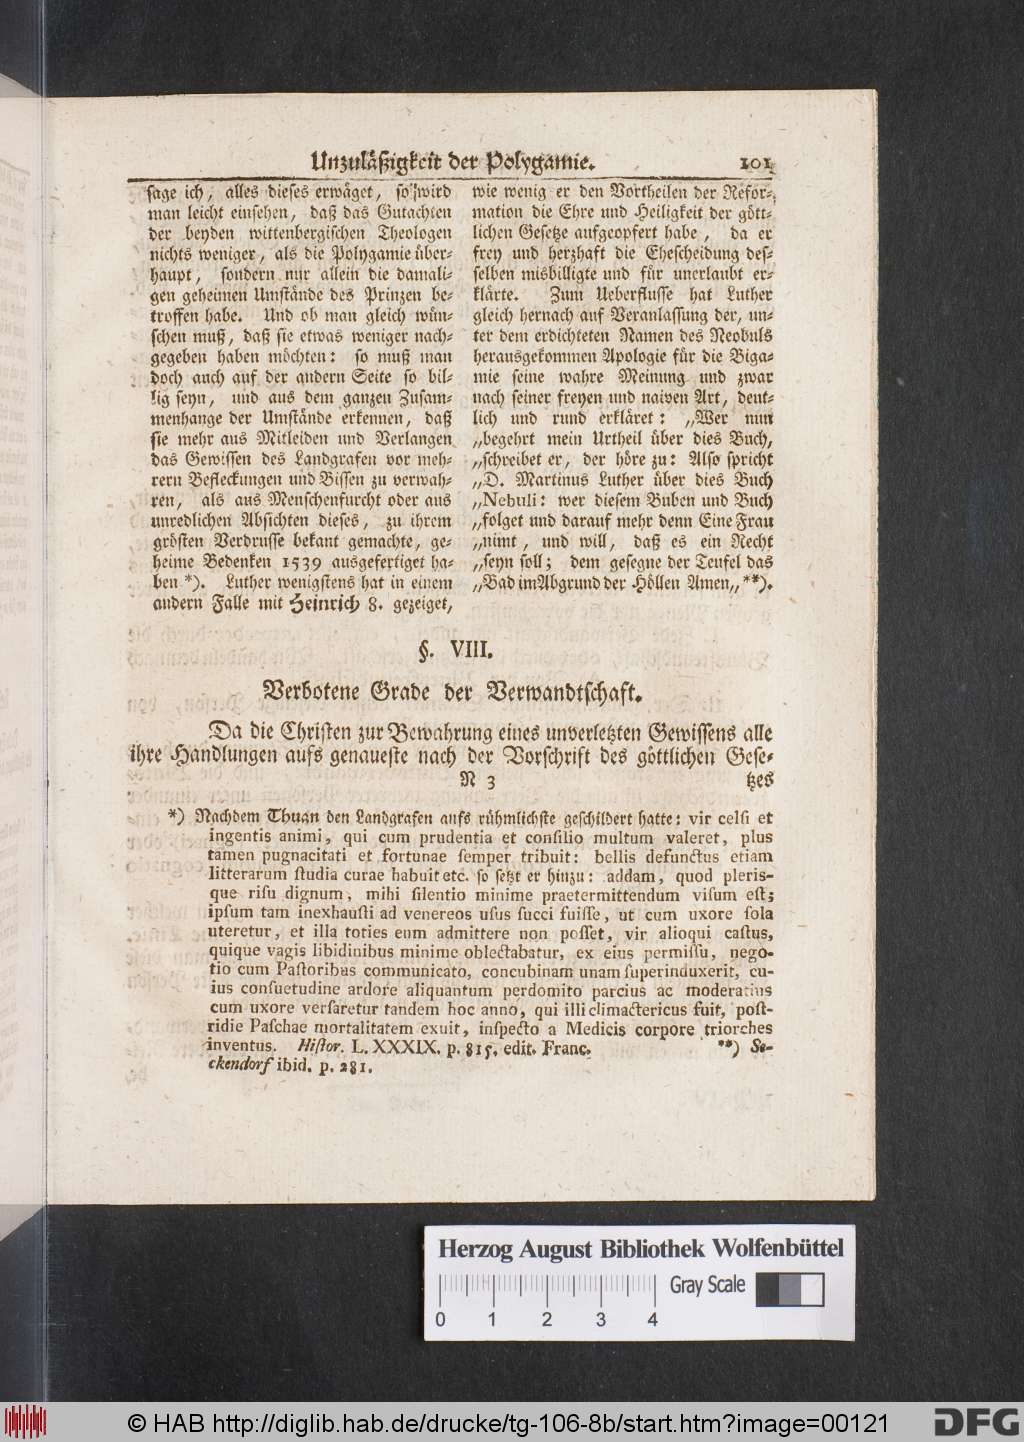 Unzuläßigkeit der Polygamie. 101
sage ich, alles dieses erwäget, so wird
man leicht einsehen, daß das Gutachten
der beyden wittenbergischen Theologen
nichts weniger, als die Polygamie über-
haupt, sondern nur allein die damali-
gen geheimen Umstände des Prinzen be-
troffen habe. Und ob man gleich wün-
schen muß, daß sie etwas weniger nach-
gegeben haben möchten: so muß man
doch auch auf der andern Seite so bil-
lig seyn, und aus dem ganzen Zusam-
menhange der Umstände erkennen, daß
sie mehr aus Mitleiden und Verlangen
das Gewissen des Landgrafen vor meh-
rern Befleckungen und Bissen zu verwah-
ren, als aus Menschenfurcht oder aus
unredlichen Absichten dieses, zu ihrem
grösten Verdrusse bekant gemachte, ge-
heime Bedenken 1539 ausgefertiget ha-
ben *). Luther wenigstens hat in einem
andern Falle mit Heinrich 8. gezeiget,
wie wenig er den Vortheilen der Refor-
mation die Ehre und Heiligkeit der gött-
lichen Gesetze aufgeopfert habe, da er
frey und herzhaft die Ehescheidung des-
selben misbilligte und für unerlaubt er-
klärte. Zum Ueberflusse hat Luther
gleich hernach auf Veranlassung der, un-
ter dem erdichteten Namen des Neobuls
herausgekommen Apologie für die Biga-
mie seine wahre Meinung und zwar
nach seiner freyen und naiven Art, deut-
lich und rund erkläret: „Wer nun
„begehrt mein Urtheil über dies Buch,
„schreibet er, der höre zu: Also spricht
„D. Martinus Luther über dies Buch
„Nebuli: wer diesem Buben und Buch
„folget und darauf mehr denn Eine Frau
„nimt, und will, daß es ein Recht
„seyn soll; dem gesegne der Teufel das
„Bad im Abgrund der Höllen Amen„ **).
§. VIII.
Verbotene Grade der Verwandtschaft.
Da die Christen zur Bewahrung eines unverletzten Gewissens alle
ihre Handlungen aufs genaueste nach der Vorschrift des göttlichen Gese-
N 3 tzes
*) Nachdem Thuan den Landgrafen aufs rühmlichste geschildert hatte: vir celsi et
ingentis animi, qui cum prudentia et consilio multum valeret, plus
tamen pugnacitati et fortunae semper tribuit: bellis defunctus etiam
litterarum studia curae habuit etc. so setzt er hinzu: addam, quod pleris-
que risu dignum, mihi silentio minime praetermittendum visum est;
ipsum tam inexhausti ad venereos usus succi fuisse, ut cum uxore sola
uteretur, et illa toties eum admittere non posset, vir alioqui castus,
quique vagis libidinibus minime oblectabatur, ex eius permissu, nego-
tio cum Pastoribus communicato, concubinam unam superinduxerit, cu-
ius consuetudine ardore aliquantum perdomito parcius ac moderatius
cum uxore versaretur tandem hoc anno, qui illi climactericus fuit, post-
ridie Paschae mortalitatem exuit, inspecto a Medicis corpore triorches
inventus. Histor. L. XXXIX. p. 815. edit. Franc. **) Se-
ckendorf ibid. p. 281.
Herzog August Bibliothek Wolfenbüttel
Gray Scale
0 1 2 3 4
© HAB http://diglib.hab.de/drucke/tg-106-8b/start.htm?image=00121
DFG